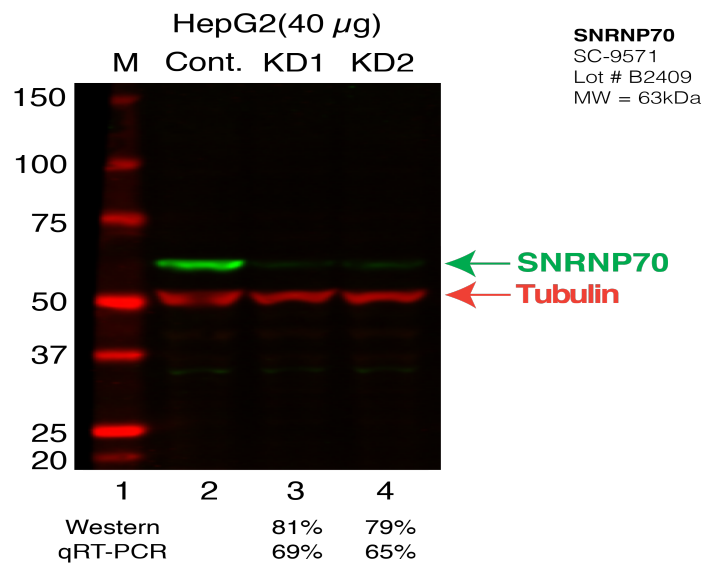 HepG2(40 µg)
M Cont. KD1 KD2
SNRNP70
SC-9571
Lot # B2409
MW = 63kDa
150
100
75
50
37
25
20
SNRNP70
Tubulin
1 2 3 4
Western 81% 79%
qRT-PCR 69% 65%